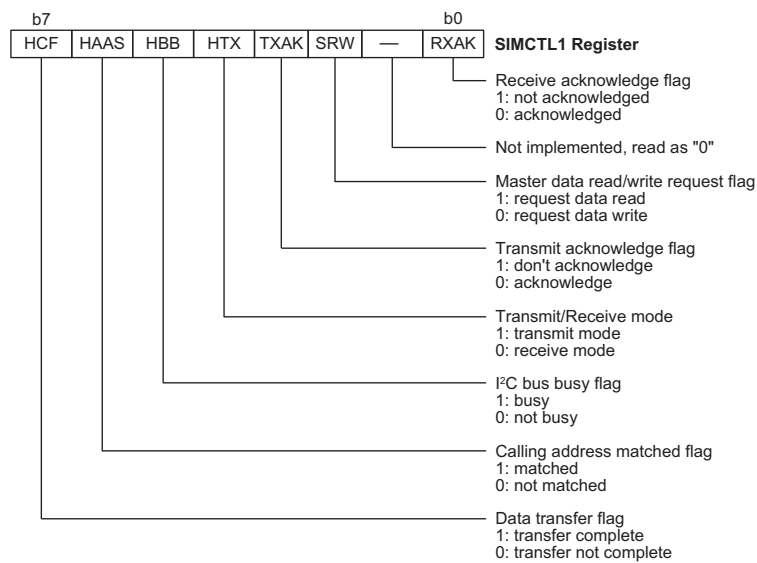 b7 b0
HCF HAAS HBB HTX TXAK SRW — RXAK SIMCTL1 Register
Receive acknowledge flag
1: not acknowledged
0: acknowledged
Not implemented, read as "0"
Master data read/write request flag
1: request data read
0: request data write
Transmit acknowledge flag
1: don't acknowledge
0: acknowledge
Transmit/Receive mode
1: transmit mode
0: receive mode
I²C bus busy flag
1: busy
0: not busy
Calling address matched flag
1: matched
0: not matched
Data transfer flag
1: transfer complete
0: transfer not complete